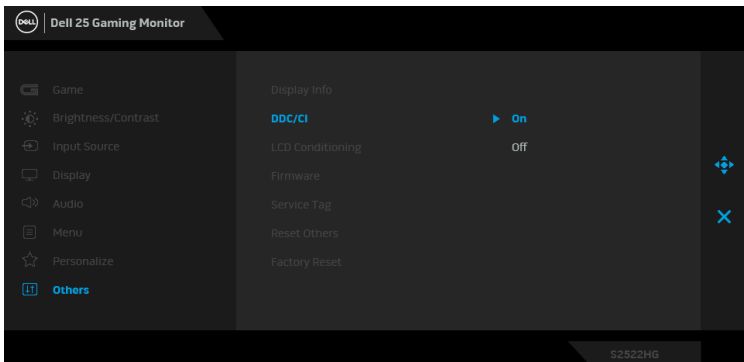 DELL
Dell 25 Gaming Monitor
Game
Brightness/Contrast
Input Source
Display
Audio
Menu
Personalize
Others
Display Info
DDC/CI
On
LCD Conditioning
Off
Firmware
Service Tag
Reset Others
Factory Reset
S2522HG